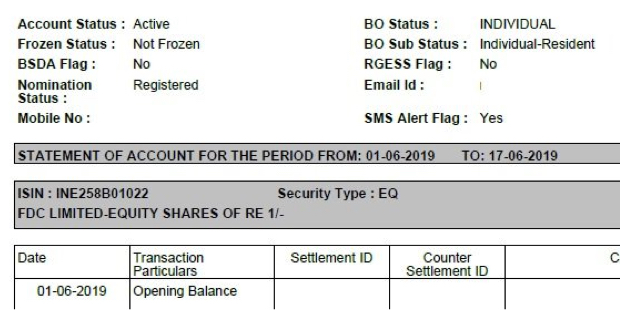 Account Status : Active BO Status : INDIVIDUAL
Frozen Status : Not Frozen BO Sub Status : Individual-Resident
BSDA Flag : No RGESS Flag : No
Nomination Status : Registered Email Id :
Mobile No : SMS Alert Flag : Yes
STATEMENT OF ACCOUNT FOR THE PERIOD FROM: 01-06-2019 TO: 17-06-2019
ISIN : INE258B01022 Security Type : EQ
FDC LIMITED-EQUITY SHARES OF RE 1/-
Date Transaction Particulars Settlement ID Counter Settlement ID
01-06-2019 Opening Balance